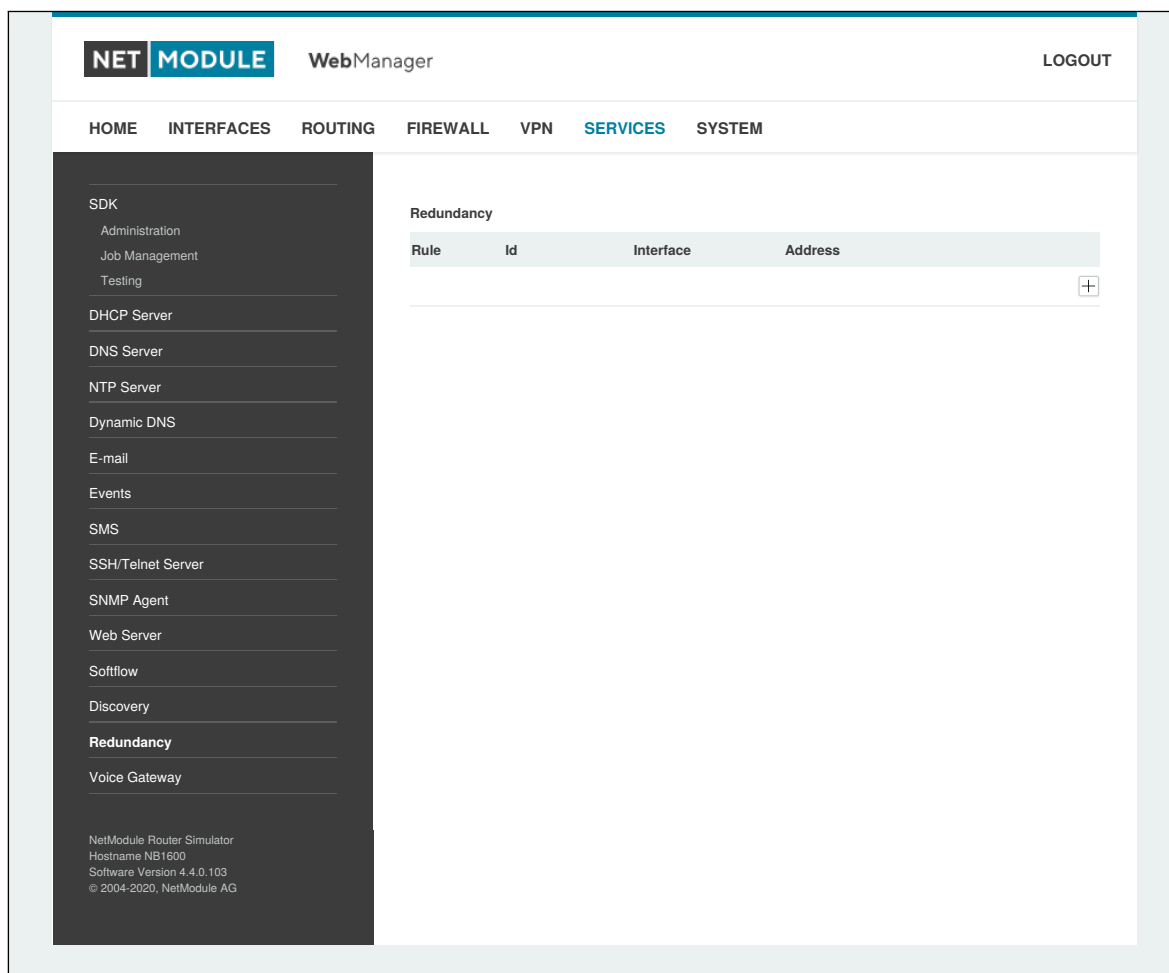 NET MODULE WebManager LOGOUT
HOME INTERFACES ROUTING FIREWALL VPN SERVICES SYSTEM
SDK
Administration
Job Management
Testing
DHCP Server
DNS Server
NTP Server
Dynamic DNS
E-mail
Events
SMS
SSH/Telnet Server
SNMP Agent
Web Server
Softflow
Discovery
Redundancy
Voice Gateway
NetModule Router Simulator
Hostname NB1600
Software Version 4.4.0.103
© 2004-2020, NetModule AG
Redundancy
Rule Id Interface Address